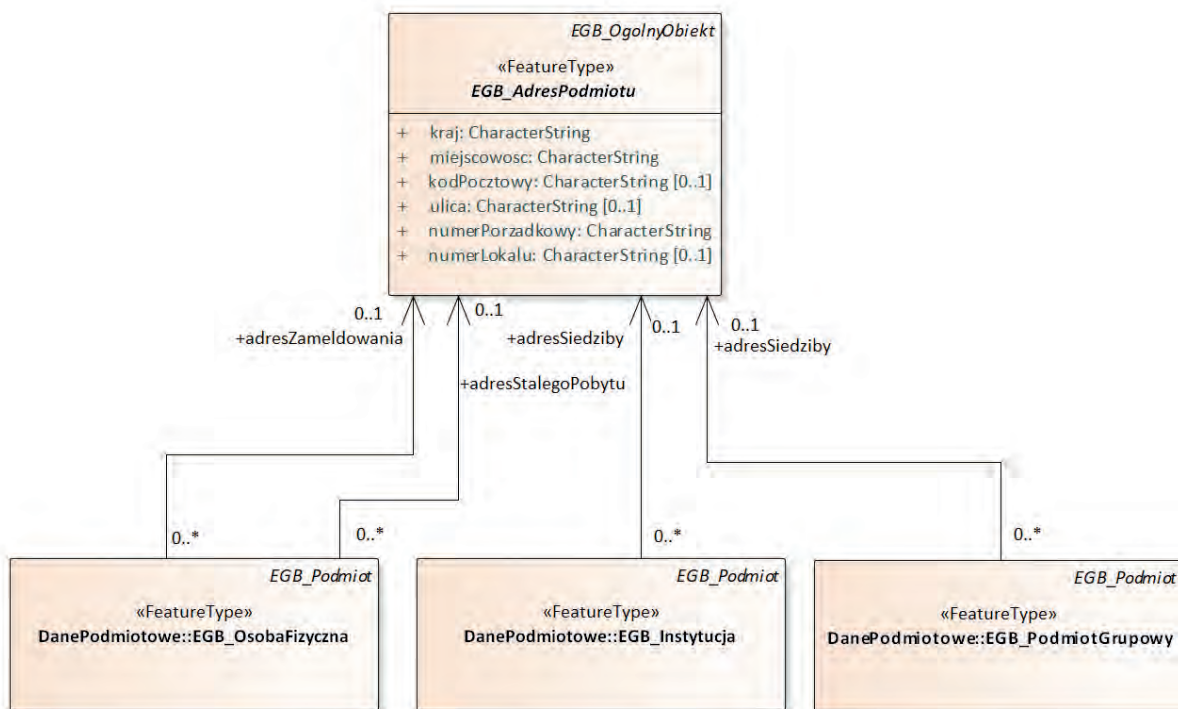 EGB_OgolnyObiekt
«FeatureType»
EGB_AdresPodmiotu
+ kraj: CharacterString
+ miejscowosc: CharacterString
+ kodPocztowy: CharacterString [0..1]
+ ulica: CharacterString [0..1]
+ numerPorzadkowy: CharacterString
+ numerLokalu: CharacterString [0..1]
0..1
+adresZameldowania
0..1
+adresStalegoPobytu
+adresSiedziby
0..1
0..1
+adresSiedziby
0..*
0..*
0..*
0..*
EGB_Podmiot
«FeatureType»
DanePodmiotowe::EGB_OsobaFizyczna
EGB_Podmiot
«FeatureType»
DanePodmiotowe::EGB_Instytucja
EGB_Podmiot
«FeatureType»
DanePodmiotowe::EGB_PodmiotGrupowy